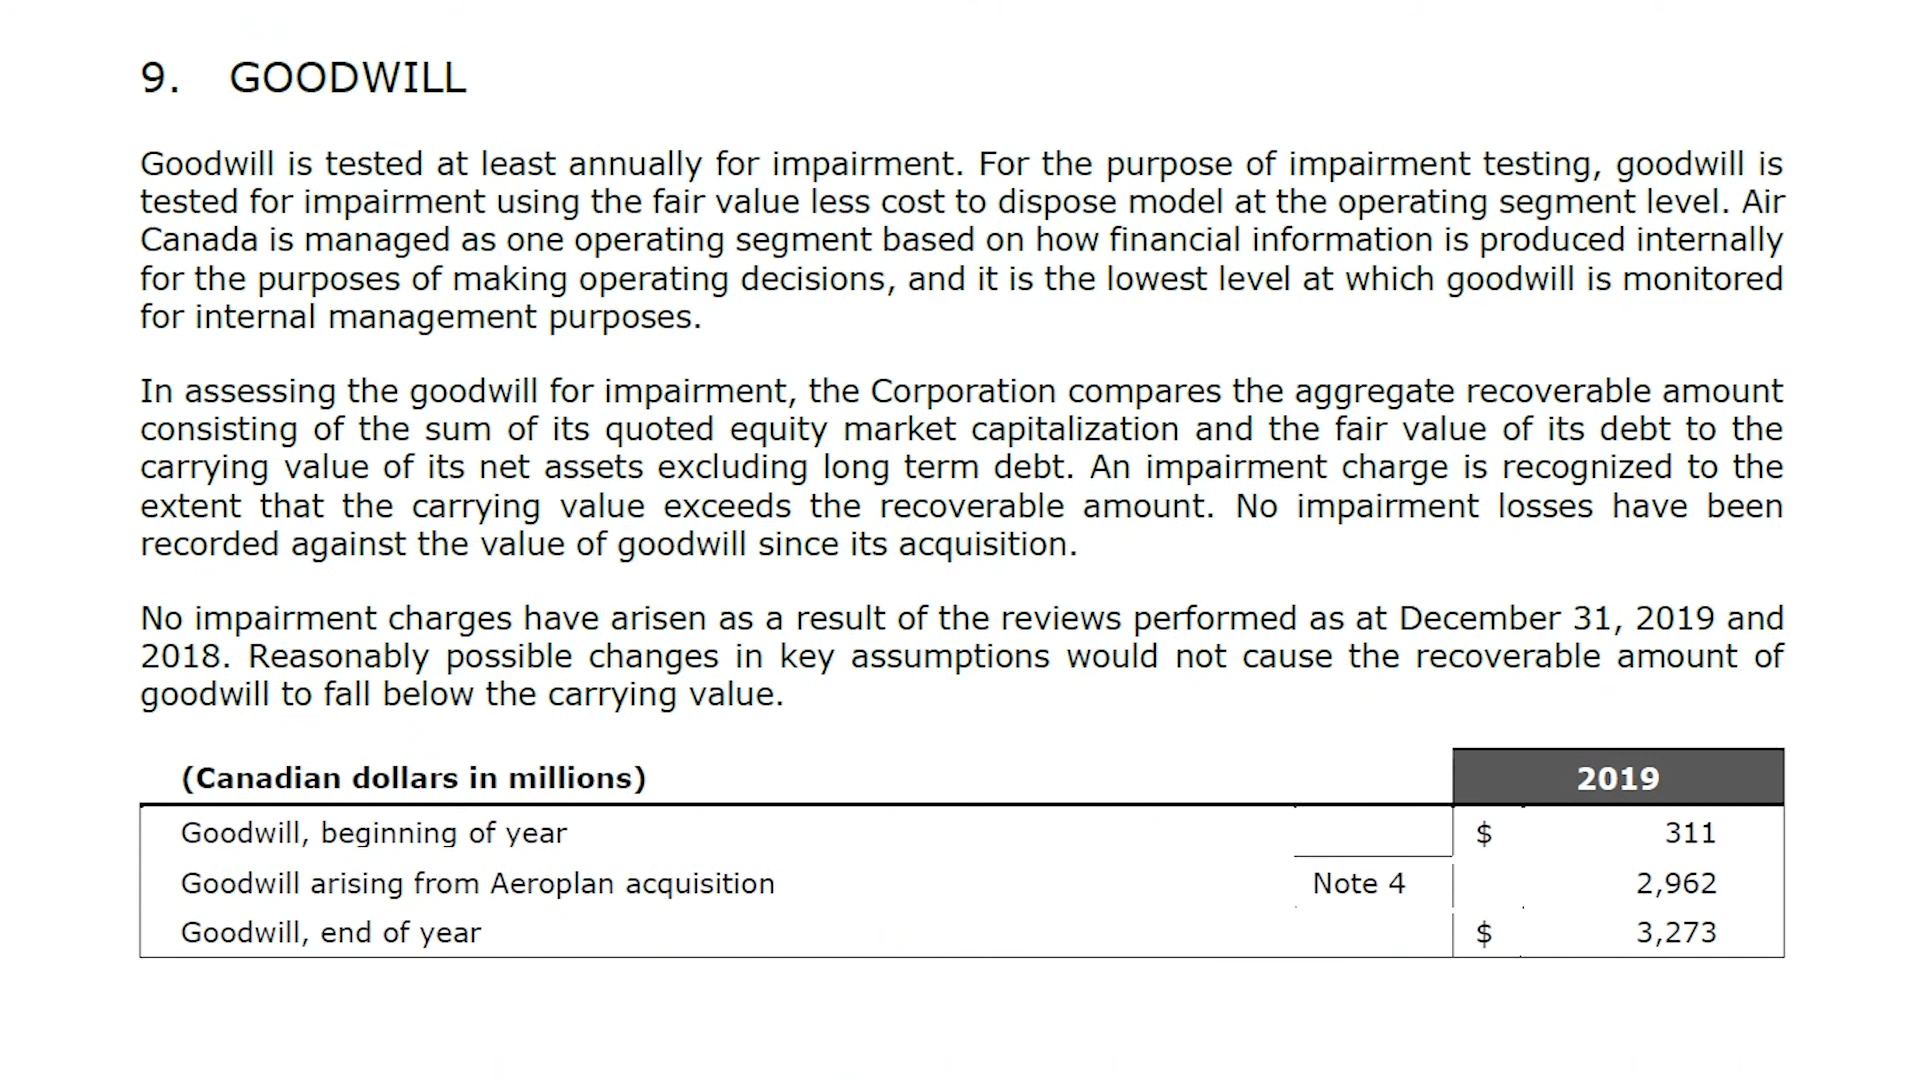 9. GOODWILL
Goodwill is tested at least annually for impairment. For the purpose of impairment testing, goodwill is
tested for impairment using the fair value less cost to dispose model at the operating segment level. Air
Canada is managed as one operating segment based on how financial information is produced internally
for the purposes of making operating decisions, and it is the lowest level at which goodwill is monitored
for internal management purposes.
In assessing the goodwill for impairment, the Corporation compares the aggregate recoverable amount
consisting of the sum of its quoted equity market capitalization and the fair value of its debt to the
carrying value of its net assets excluding long term debt. An impairment charge is recognized to the
extent that the carrying value exceeds the recoverable amount. No impairment losses have been
recorded against the value of goodwill since its acquisition.
No impairment charges have arisen as a result of the reviews performed as at December 31, 2019 and
2018. Reasonably possible changes in key assumptions would not cause the recoverable amount of
goodwill to fall below the carrying value.
(Canadian dollars in millions) 2019
Goodwill, beginning of year $ 311
Goodwill arising from Aeroplan acquisition Note 4 2,962
Goodwill, end of year $ 3,273